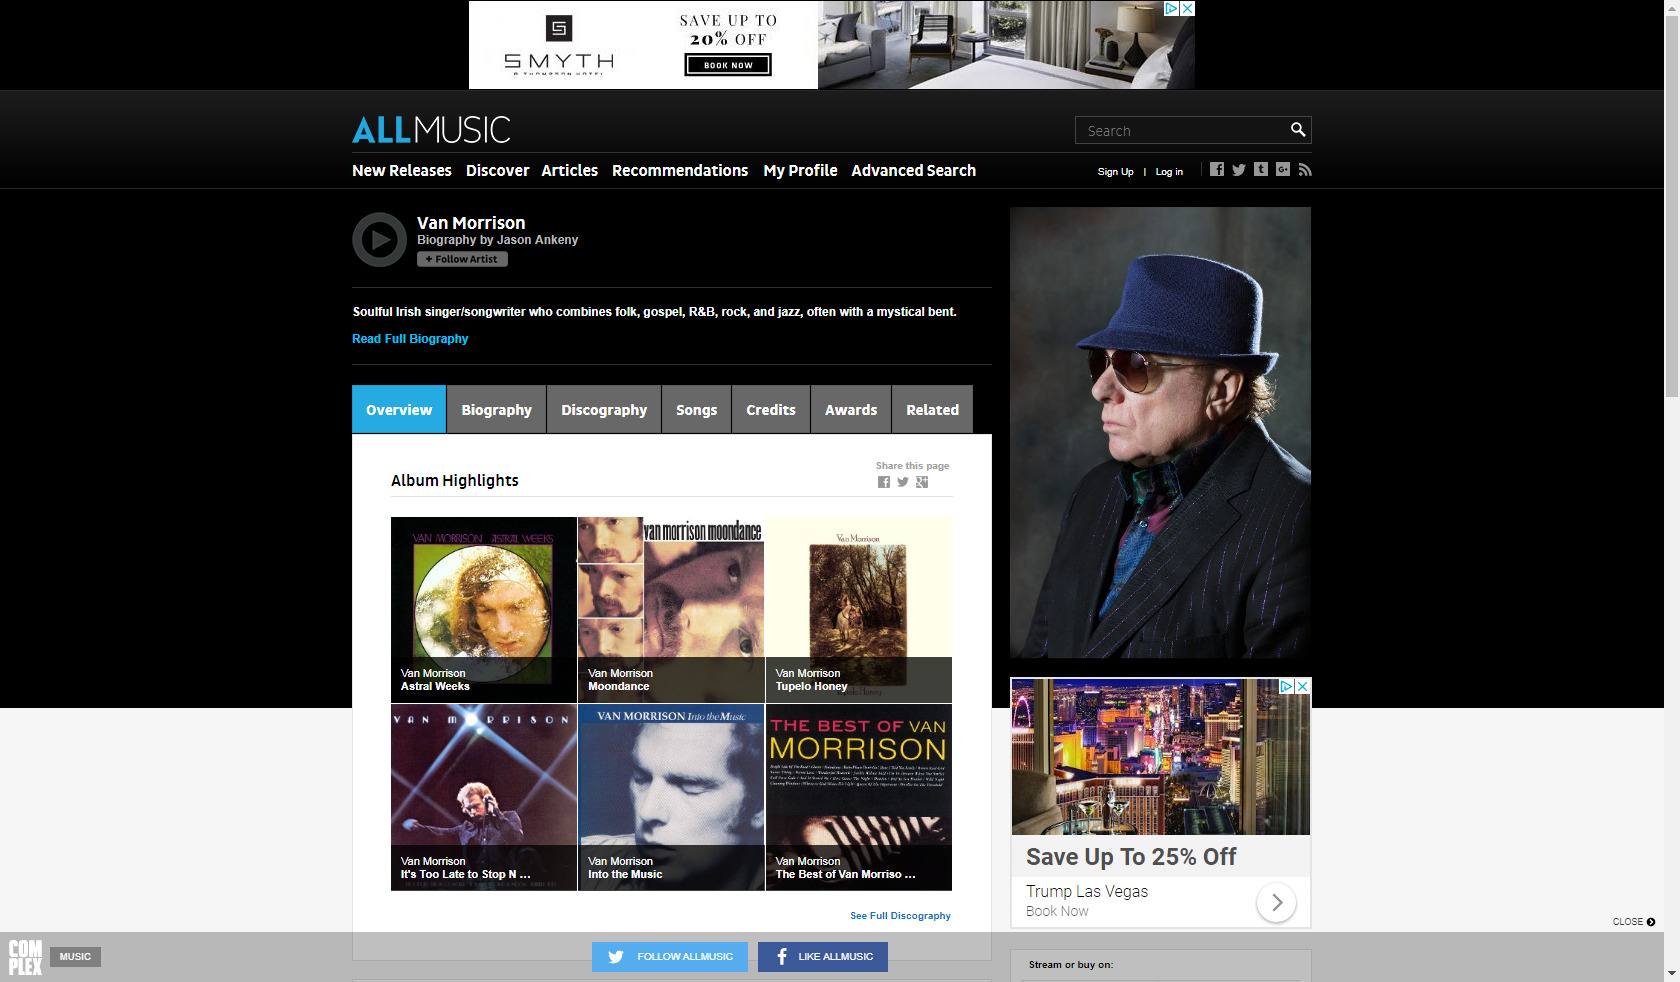 SMYTH
A THOMPSON HOTEL
SAVE UP TO
20% OFF
BOOK NOW
ALLMUSIC
Search
New Releases Discover Articles Recommendations My Profile Advanced Search
Sign Up | Log in
Van Morrison
Biography by Jason Ankeny
+ Follow Artist
Soulful Irish singer/songwriter who combines folk, gospel, R&B, rock, and jazz, often with a mystical bent.
Read Full Biography
Overview Biography Discography Songs Credits Awards Related
Album Highlights
Share this page
VAN MORRISON ASTRAL WEEKS
Van Morrison
Astral Weeks
van morrison moondance
Van Morrison
Moondance
Van Morrison
Tupelo Honey
Van Morrison
Tupelo Honey
VAN MORRISON
Van Morrison
It's Too Late to Stop N ...
VAN MORRISON Into the Music
Van Morrison
Into the Music
THE BEST OF VAN
MORRISON
Van Morrison
The Best of Van Morriso ...
See Full Discography
Save Up To 25% Off
Trump Las Vegas
Book Now
CLOSE
COM
PLEX
MUSIC
FOLLOW ALLMUSIC
LIKE ALLMUSIC
Stream or buy on: